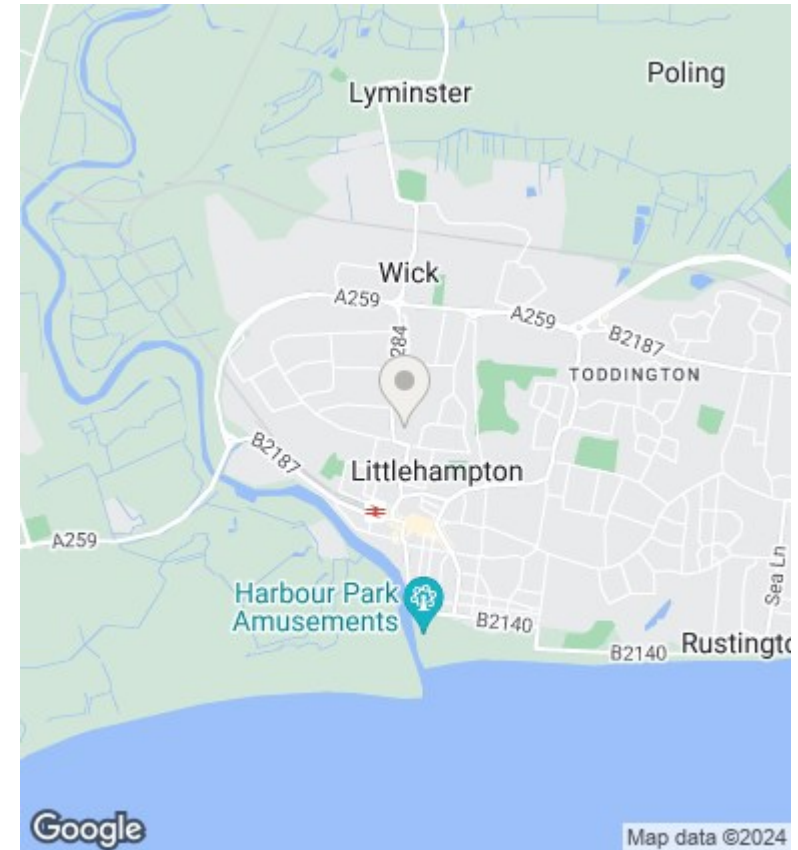 Poling
Lyminster
Wick
A259
A259
B2187
284
TODDINGTON
B2187
Littlehampton
A259
Sea Ln
Harbour Park
Amusements
B2140
B2140
Rustingto
Google
Map data ©2024